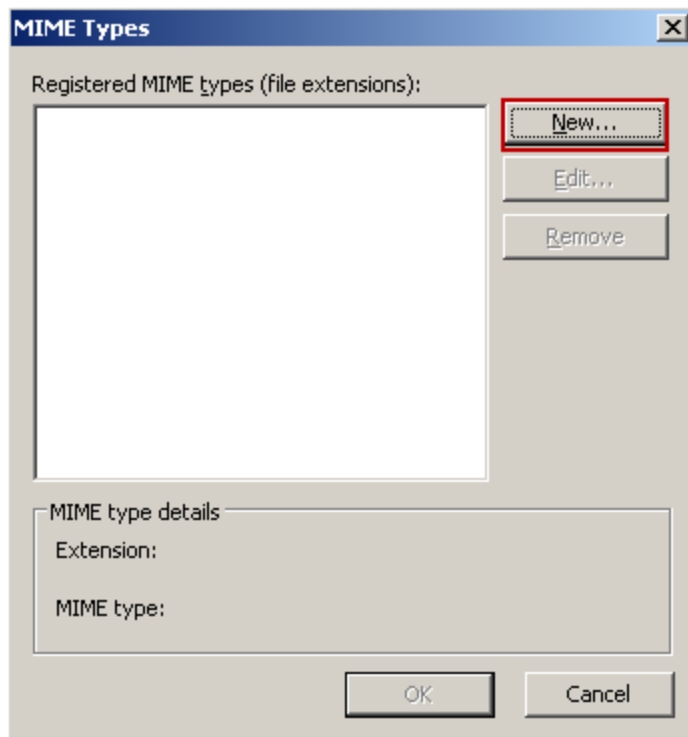 MIME Types
Registered MIME types (file extensions):
New...
Edit...
Remove
MIME type details
Extension:
MIME type:
OK
Cancel